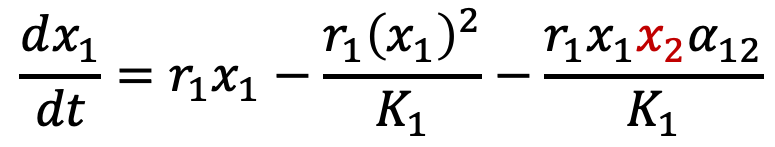 dx₁/dt = r₁x₁ − r₁(x₁)²/K₁ − r₁x₁x₂α₁₂/K₁